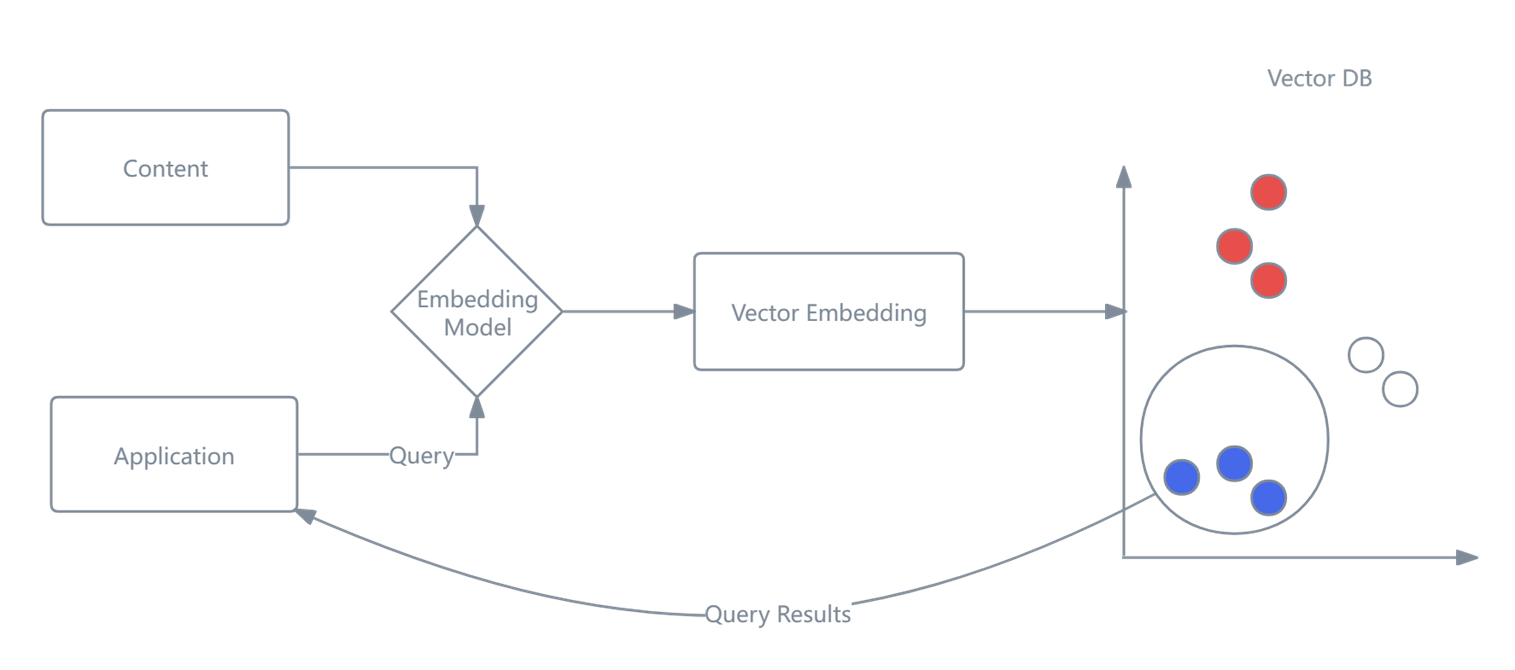 Vector DB
Content
Embedding
Model
Vector Embedding
Application
Query
Query Results